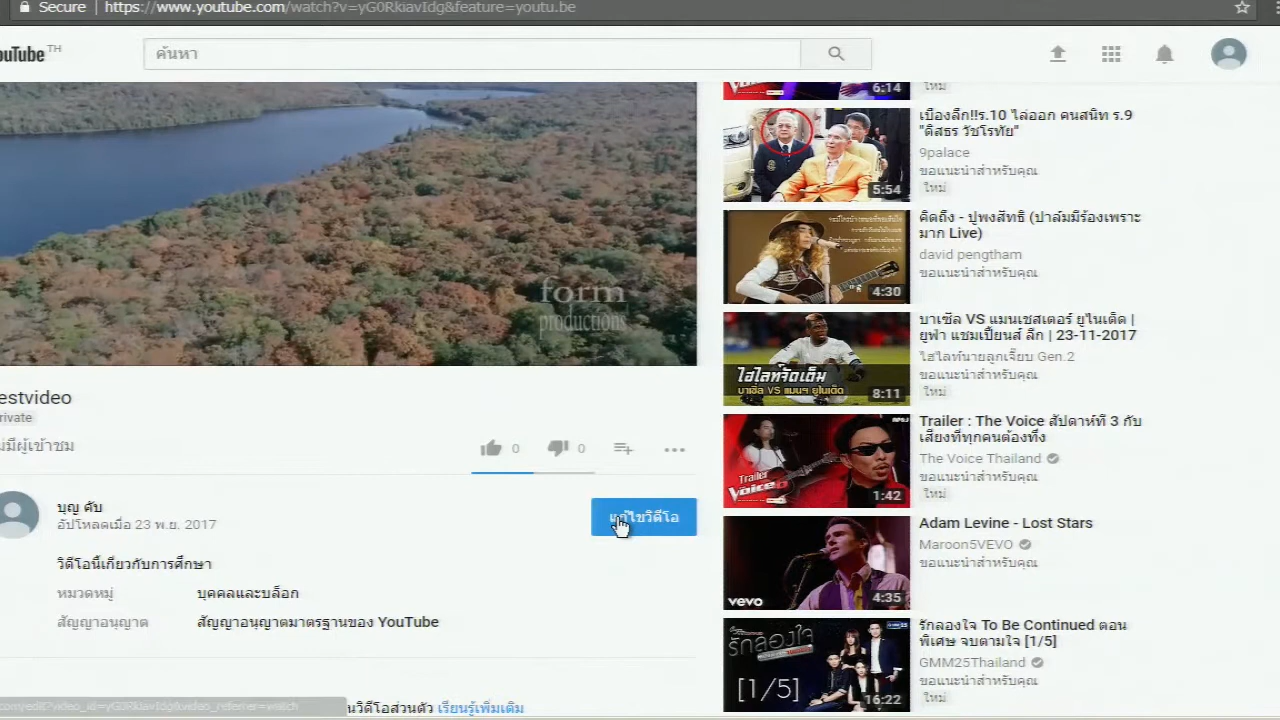 Secure
https://www.youtube.com/watch?v=yG0RkiavIdg&feature=youtu.be
ouTube TH
ค้นหา
form
productions
estvideo
rivate
ม่มีผู้เข้าชม
0
0
บุญ คับ
อัปโหลดเมื่อ 23 พ.ย. 2017
แก้ไขวิดีโอ
วิดีโอนี้เกี่ยวกับการศึกษา
หมวดหมู่
บุคคลและบล็อก
สัญญาอนุญาต
สัญญาอนุญาตมาตรฐานของ YouTube
com/edit?video_id=yG0RkiavIdg&video_referrer=watch
นวิดีโอส่วนตัว เรียนรู้เพิ่มเติม
6:14
ใหม่
เบื้องลึก!!ร.10 ไล่ออก คนสนิท ร.9
"ดิสธร วัชโรทัย"
9palace
ขอแนะนำสำหรับคุณ
ใหม่
5:54
คิดถึง - ปูพงสิทธิ (ปาล์มมี่ร้องเพราะ
มาก Live)
david pengtham
ขอแนะนำสำหรับคุณ
4:30
บาเซิล VS แมนเชสเตอร์ ยูไนเต็ด |
ยูฟ่า แชมเปี้ยนส์ ลีก | 23-11-2017
ไฮไลท์นายลูกเจี๊ยบ Gen.2
ขอแนะนำสำหรับคุณ
ใหม่
ไฮไลท์จัดเต็ม
บาเซิล VS แมนฯ ยูไนเต็ด
8:11
Trailer : The Voice สัปดาห์ที่ 3 กับ
เสียงที่ทุกคนต้องทึ่ง
The Voice Thailand
ขอแนะนำสำหรับคุณ
ใหม่
Trailer
Voice
1:42
Adam Levine - Lost Stars
Maroon5VEVO
ขอแนะนำสำหรับคุณ
vevo
4:35
รักลองใจ To Be Continued ตอน
พิเศษ จบตามใจ [1/5]
GMM25Thailand
ขอแนะนำสำหรับคุณ
ใหม่
รักลองใจ
[1/5]
16:22